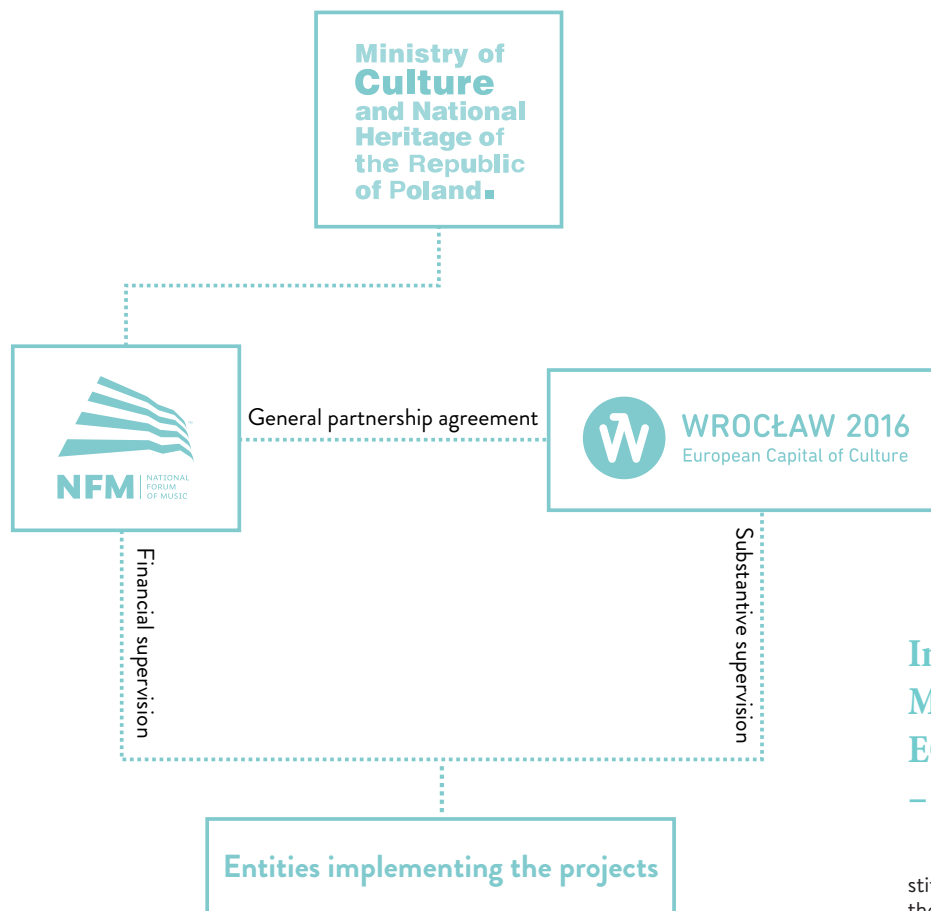 Ministry of
Culture
and National
Heritage of
the Republic
of Poland
NFM
NATIONAL
FORUM
OF MUSIC
General partnership agreement
WROCŁAW 2016
European Capital of Culture
Financial supervision
Substantive supervision
Entities implementing the projects